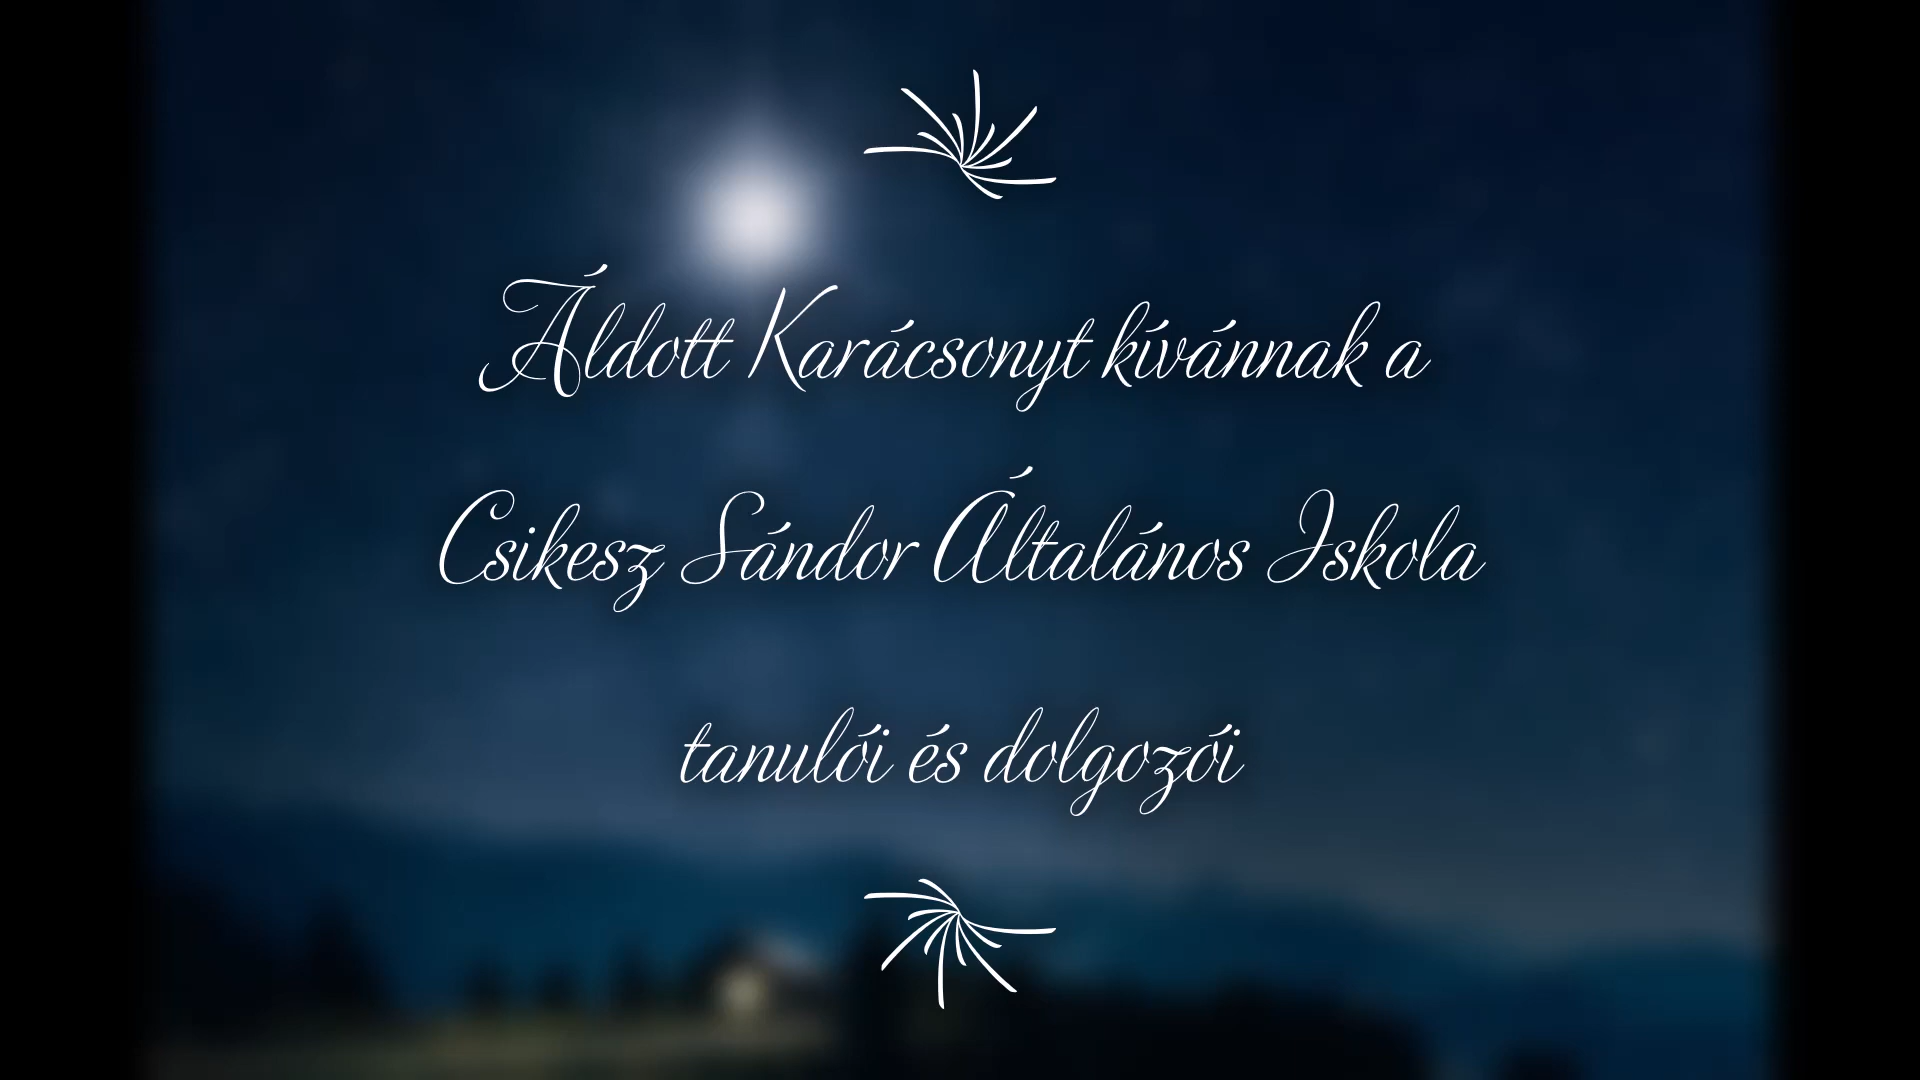 Áldott Karácsonyt kívánnak a
Csikesz Sándor Általános Iskola
tanulói és dolgozói